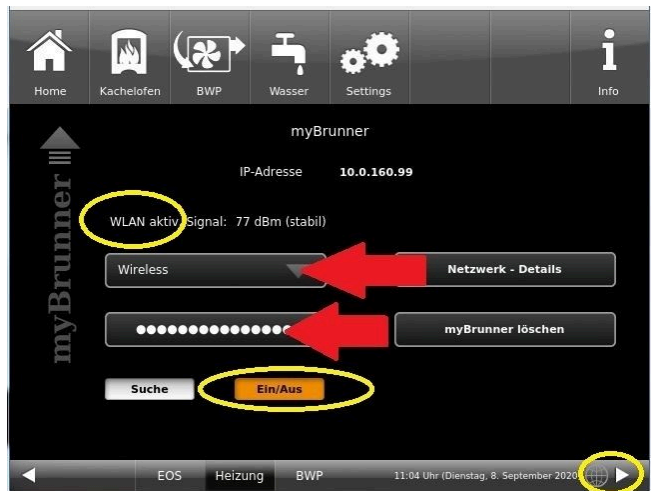 Home Kachelofen BWP Wasser Settings Info
myBrunner
IP-Adresse 10.0.160.99
WLAN aktiv, Signal: 77 dBm (stabil)
Wireless Netzwerk - Details
●●●●●●●●●●●●●●● myBrunner löschen
Suche Ein/Aus
myBrunner
EOS Heizung BWP 11:04 Uhr (Dienstag, 8. September 2020)